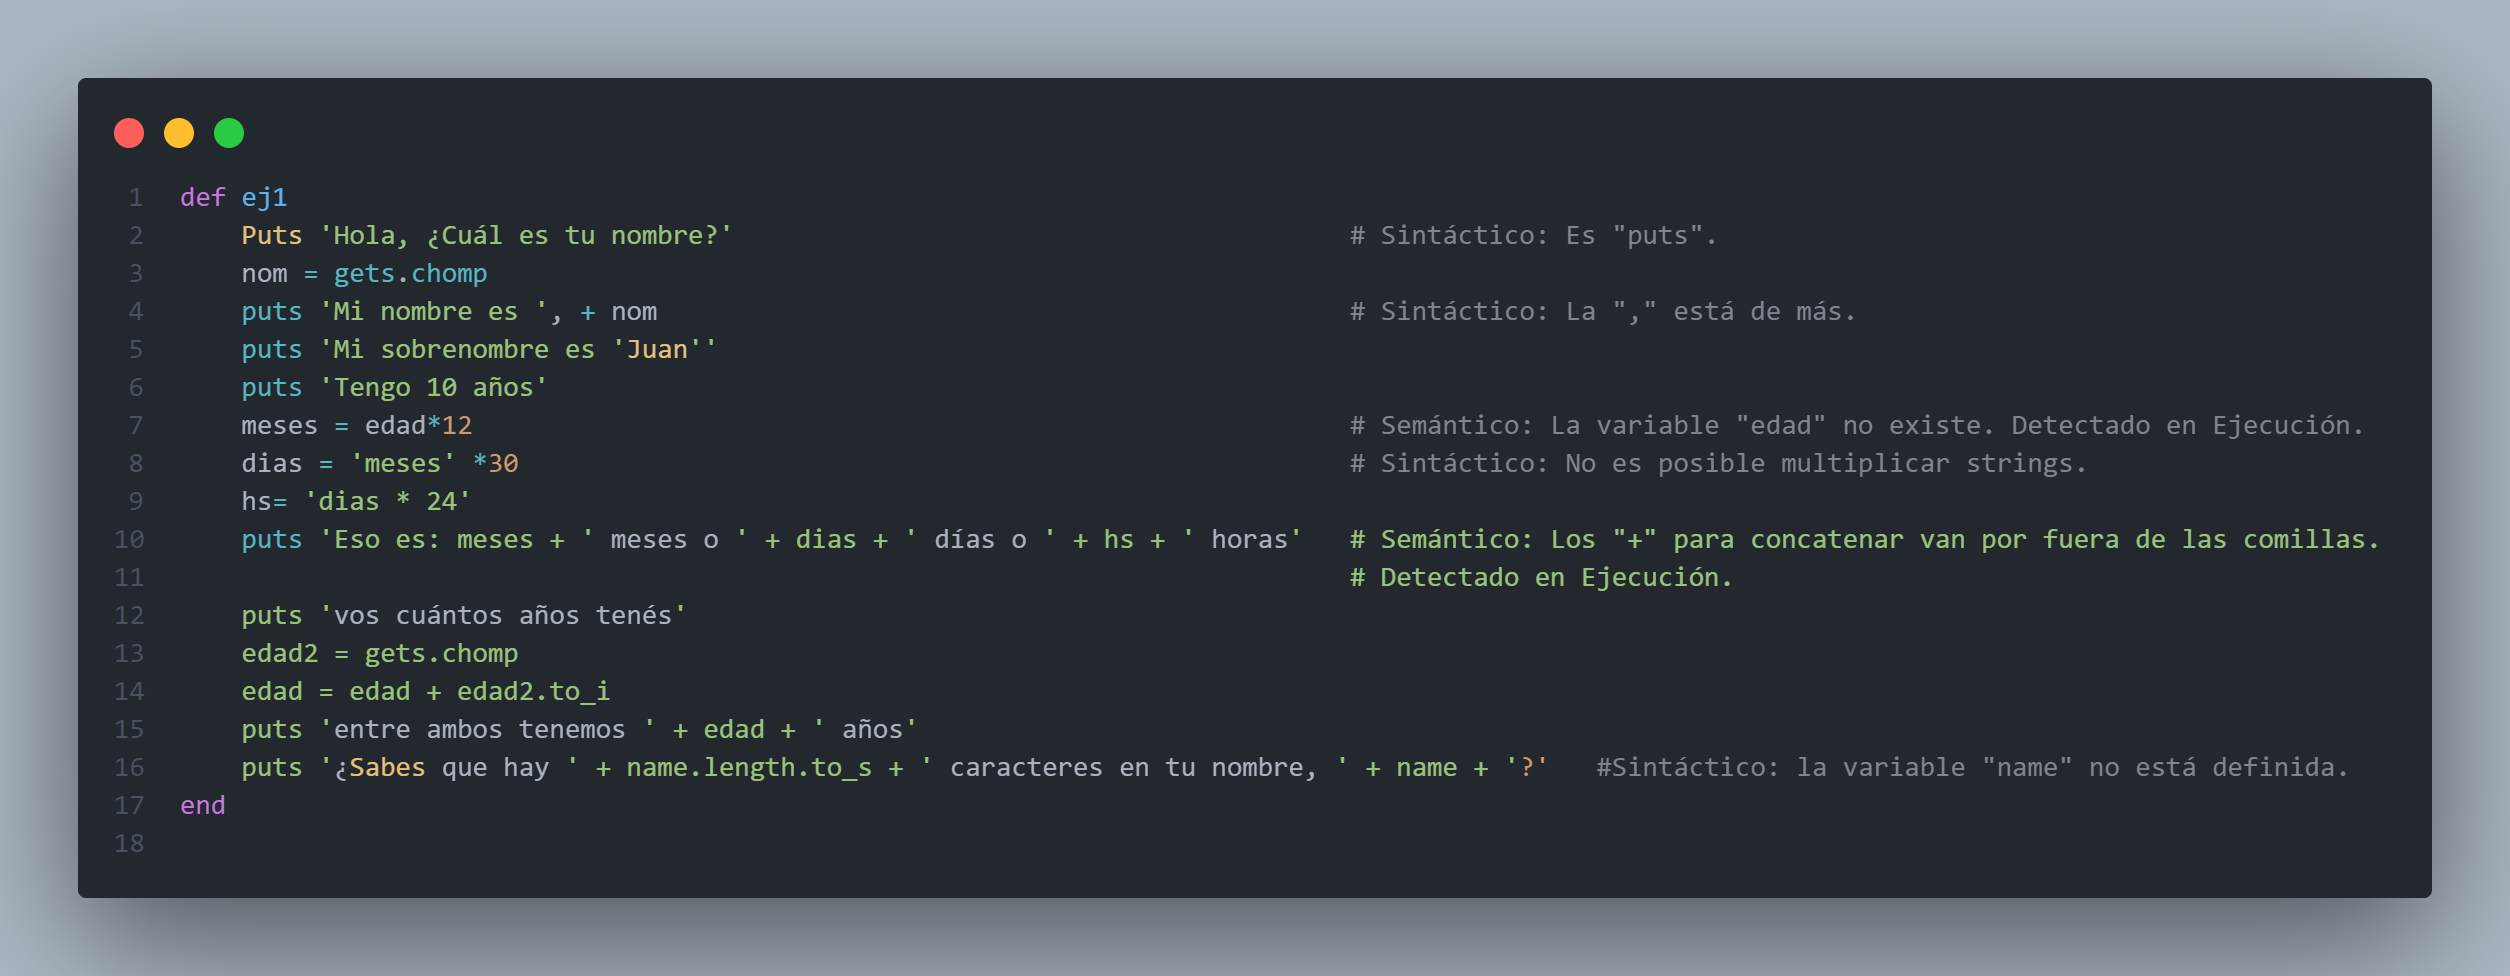 1 def ej1
2     Puts 'Hola, ¿Cuál es tu nombre?'                                        # Sintáctico: Es "puts".
3     nom = gets.chomp
4     puts 'Mi nombre es ', + nom                                             # Sintáctico: La "," está de más.
5     puts 'Mi sobrenombre es 'Juan''
6     puts 'Tengo 10 años'
7     meses = edad*12                                                         # Semántico: La variable "edad" no existe. Detectado en Ejecución.
8     dias = 'meses' *30                                                      # Sintáctico: No es posible multiplicar strings.
9     hs= 'dias * 24'
10     puts 'Eso es: meses + ' meses o ' + dias + ' días o ' + hs + ' horas'   # Semántico: Los "+" para concatenar van por fuera de las comillas.
11                                                                            # Detectado en Ejecución.
12     puts 'vos cuántos años tenés'
13     edad2 = gets.chomp
14     edad = edad + edad2.to_i
15     puts 'entre ambos tenemos ' + edad + ' años'
16     puts '¿Sabes que hay ' + name.length.to_s + ' caracteres en tu nombre, ' + name + '?'   #Sintáctico: la variable "name" no está definida.
17 end
18